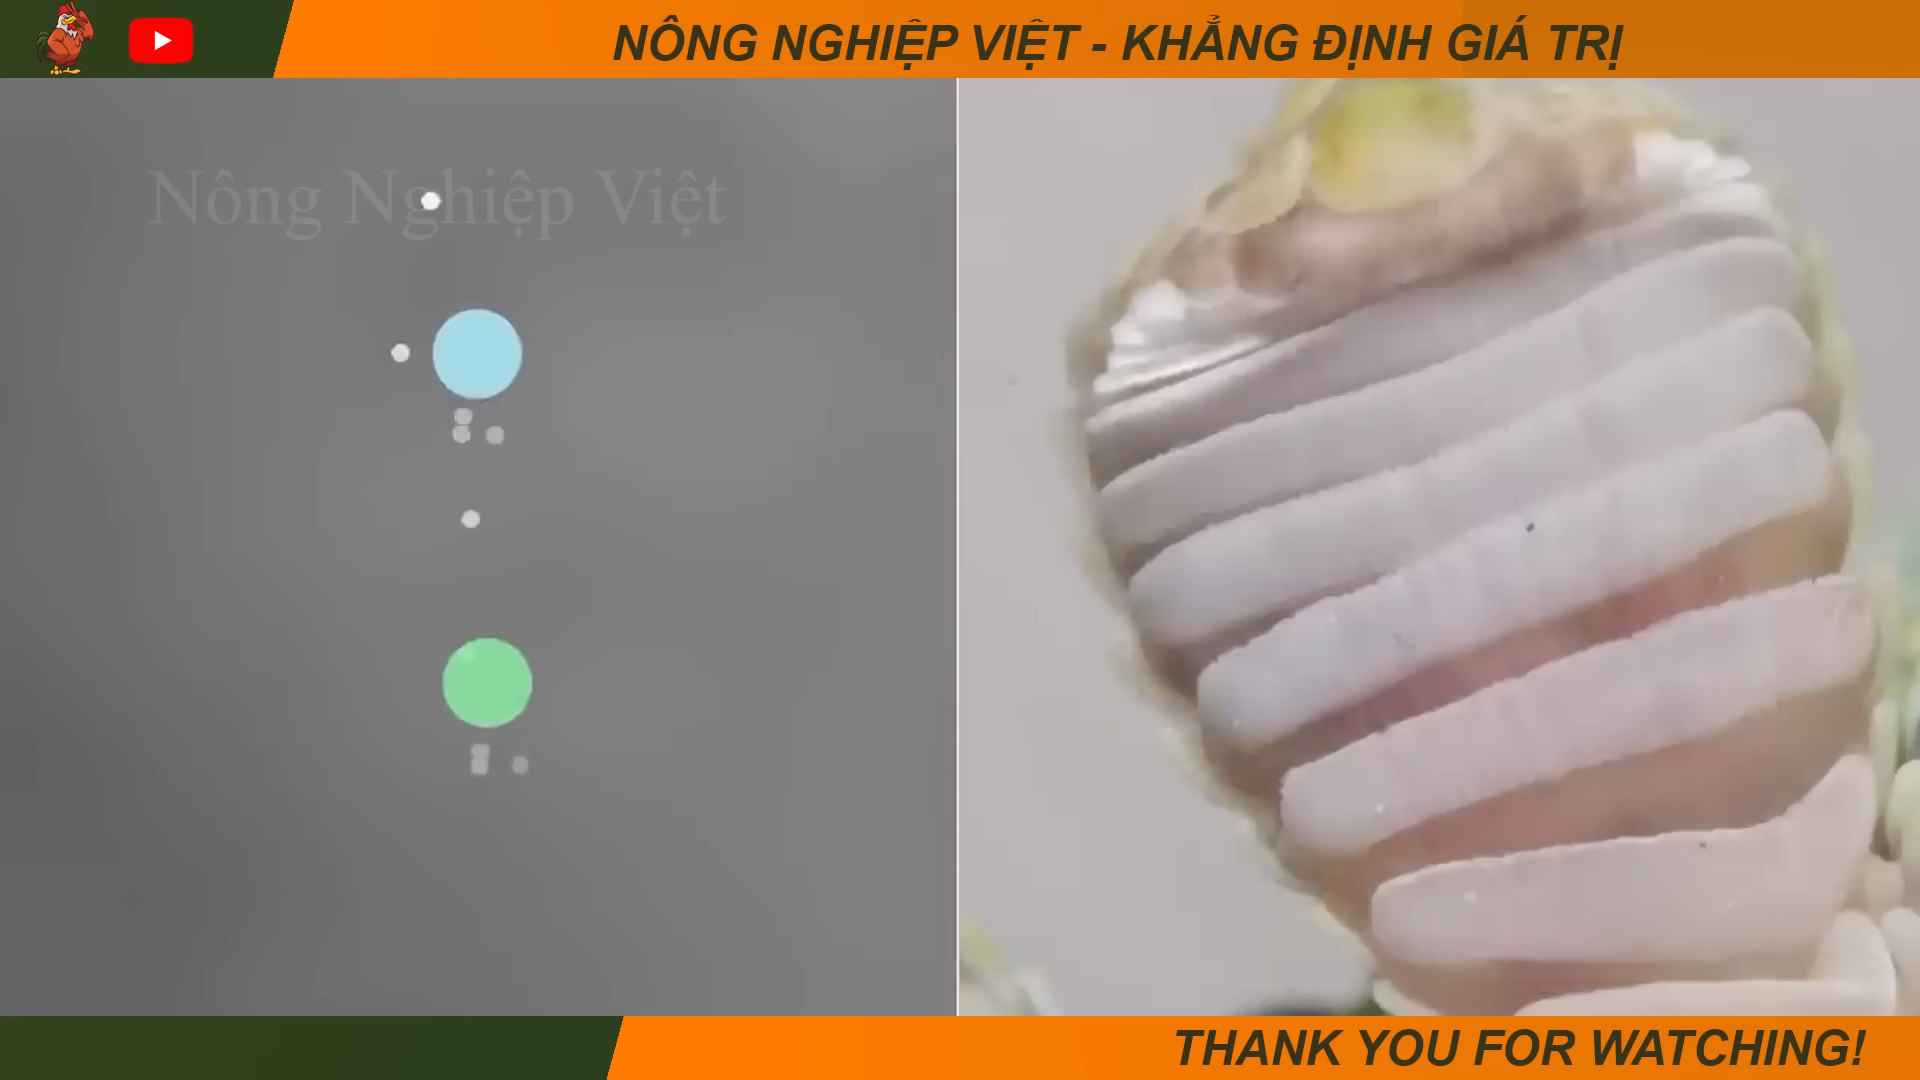 NÔNG NGHIỆP VIỆT - KHẲNG ĐỊNH GIÁ TRỊ
Nông Nghiệp Việt
THANK YOU FOR WATCHING!